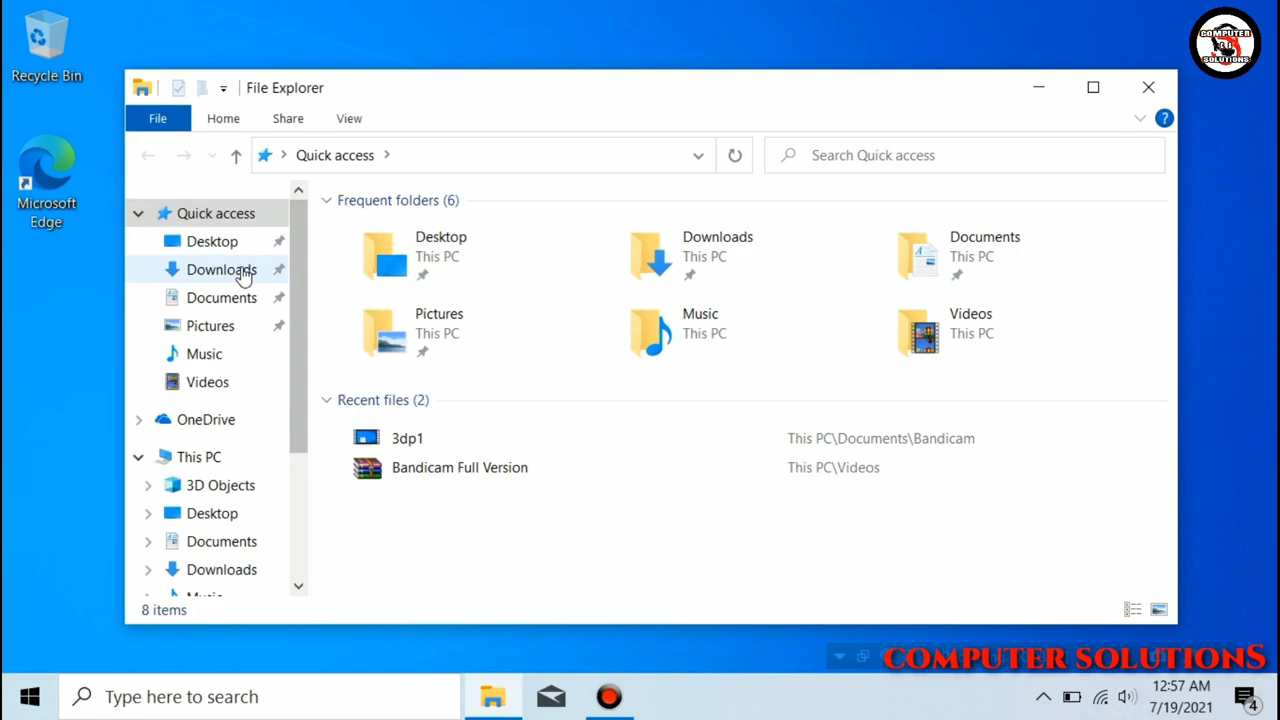 Recycle Bin
Microsoft
Edge
COMPUTER
SOLUTIONS
File Explorer
File Home Share View
Quick access
Search Quick access
Quick access
Desktop
Downloads
Documents
Pictures
Music
Videos
OneDrive
This PC
3D Objects
Desktop
Documents
Downloads
Music
Frequent folders (6)
Desktop
This PC
Downloads
This PC
Documents
This PC
Pictures
This PC
Music
This PC
Videos
This PC
Recent files (2)
3dp1 This PC\Documents\Bandicam
Bandicam Full Version This PC\Videos
8 items
COMPUTER SOLUTIONS
Type here to search
12:57 AM
7/19/2021
4